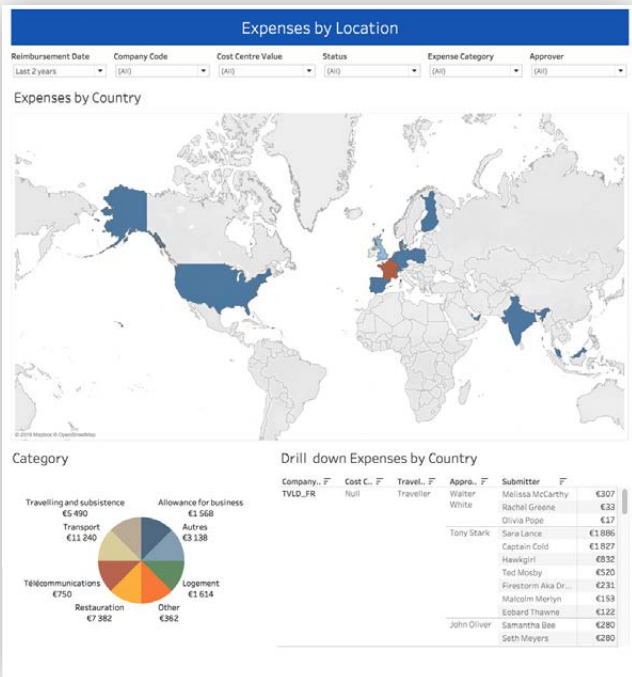 Expenses by Location
Reimbursement Date Company Code Cost Centre Value Status Expense Category Approver
Last 2 years (All) (All) (All) (All) (All)
Expenses by Country
© 2019 Mapbox © OpenStreetMap
Category
Travelling and subsistence
€5 490
Allowance for business
€1 568
Transport
€11 240
Autres
€3 138
Télécommunications
€750
Logement
€1 614
Restauration
€7 382
Other
€362
Drill down Expenses by Country
Company.. Cost C.. Travel.. Appro.. Submitter
TVLD_FR Null Traveller Walter White Melissa McCarthy €307
Rachel Greene €33
Olivia Pope €17
Tony Stark Sara Lance €1 886
Captain Cold €1 827
Hawkgirl €832
Ted Mosby €520
Firestorm Aka Dr... €231
Malcolm Merlyn €153
Eobard Thawne €122
John Oliver Samantha Bee €280
Seth Meyers €280